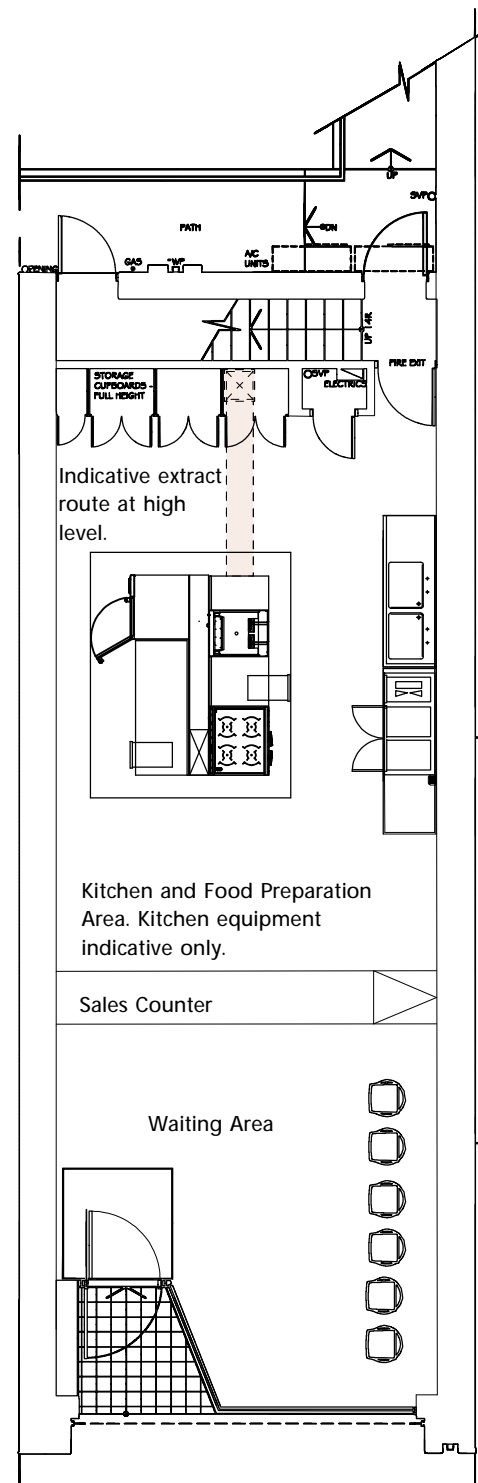 UP
SVP
PATH
DN
A/C
UNITS
OPENING
GAS
UP 14R
FIRE EXIT
STORAGE
CUPBOARDS -
FULL HEIGHT
SVP
ELECTRICS
Indicative extract
route at high
level.
Kitchen and Food Preparation
Area. Kitchen equipment
indicative only.
Sales Counter
Waiting Area